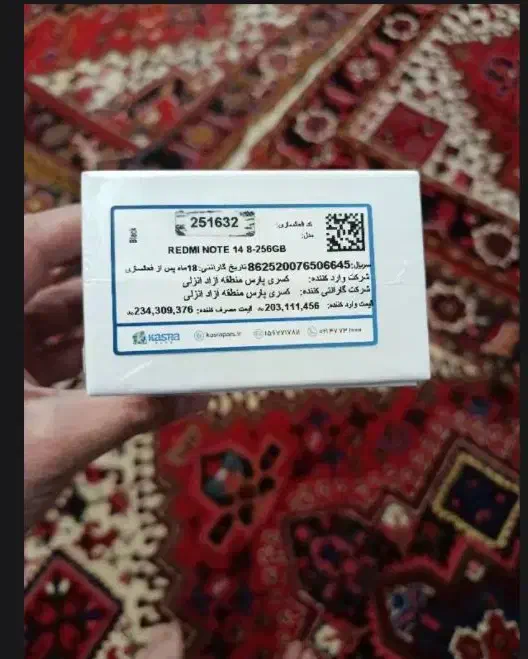 کد فعالسازی: 251632
Black
مدل:
REDMI NOTE 14 8-256GB
سریال: 862520076506645 تاریخ گارانتی: 18ماه پس از فعالسازی
شرکت وارد کننده: کسری پارس منطقه آزاد انزلی
شرکت گارانتی کننده: کسری پارس منطقه آزاد انزلی
قیمت وارد کننده: 203,111,456 قیمت مصرف کننده: 234,309,376
KASRA kasrapars.ir